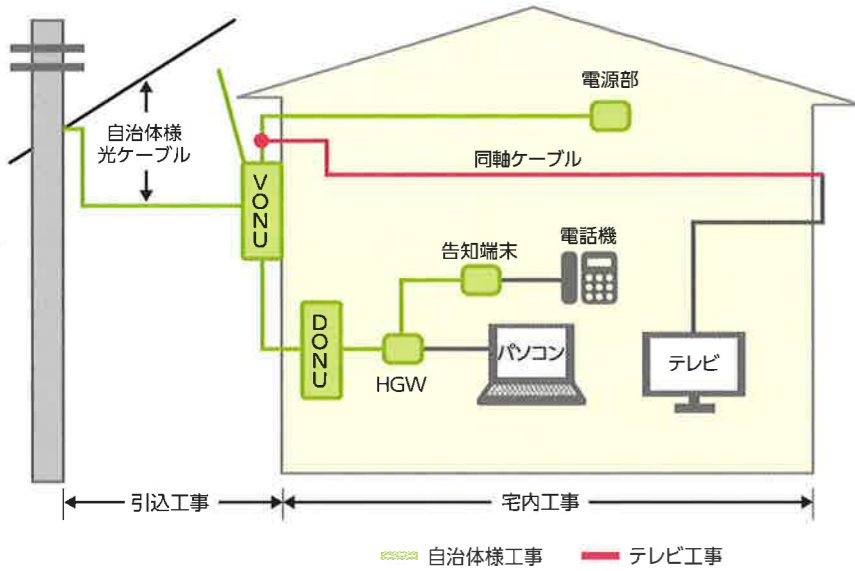 電源部
自治体様
光ケーブル
同軸ケーブル
VONU
告知端末
電話機
DONU
HGW
パソコン
テレビ
引込工事
宅内工事
自治体様工事
テレビ工事